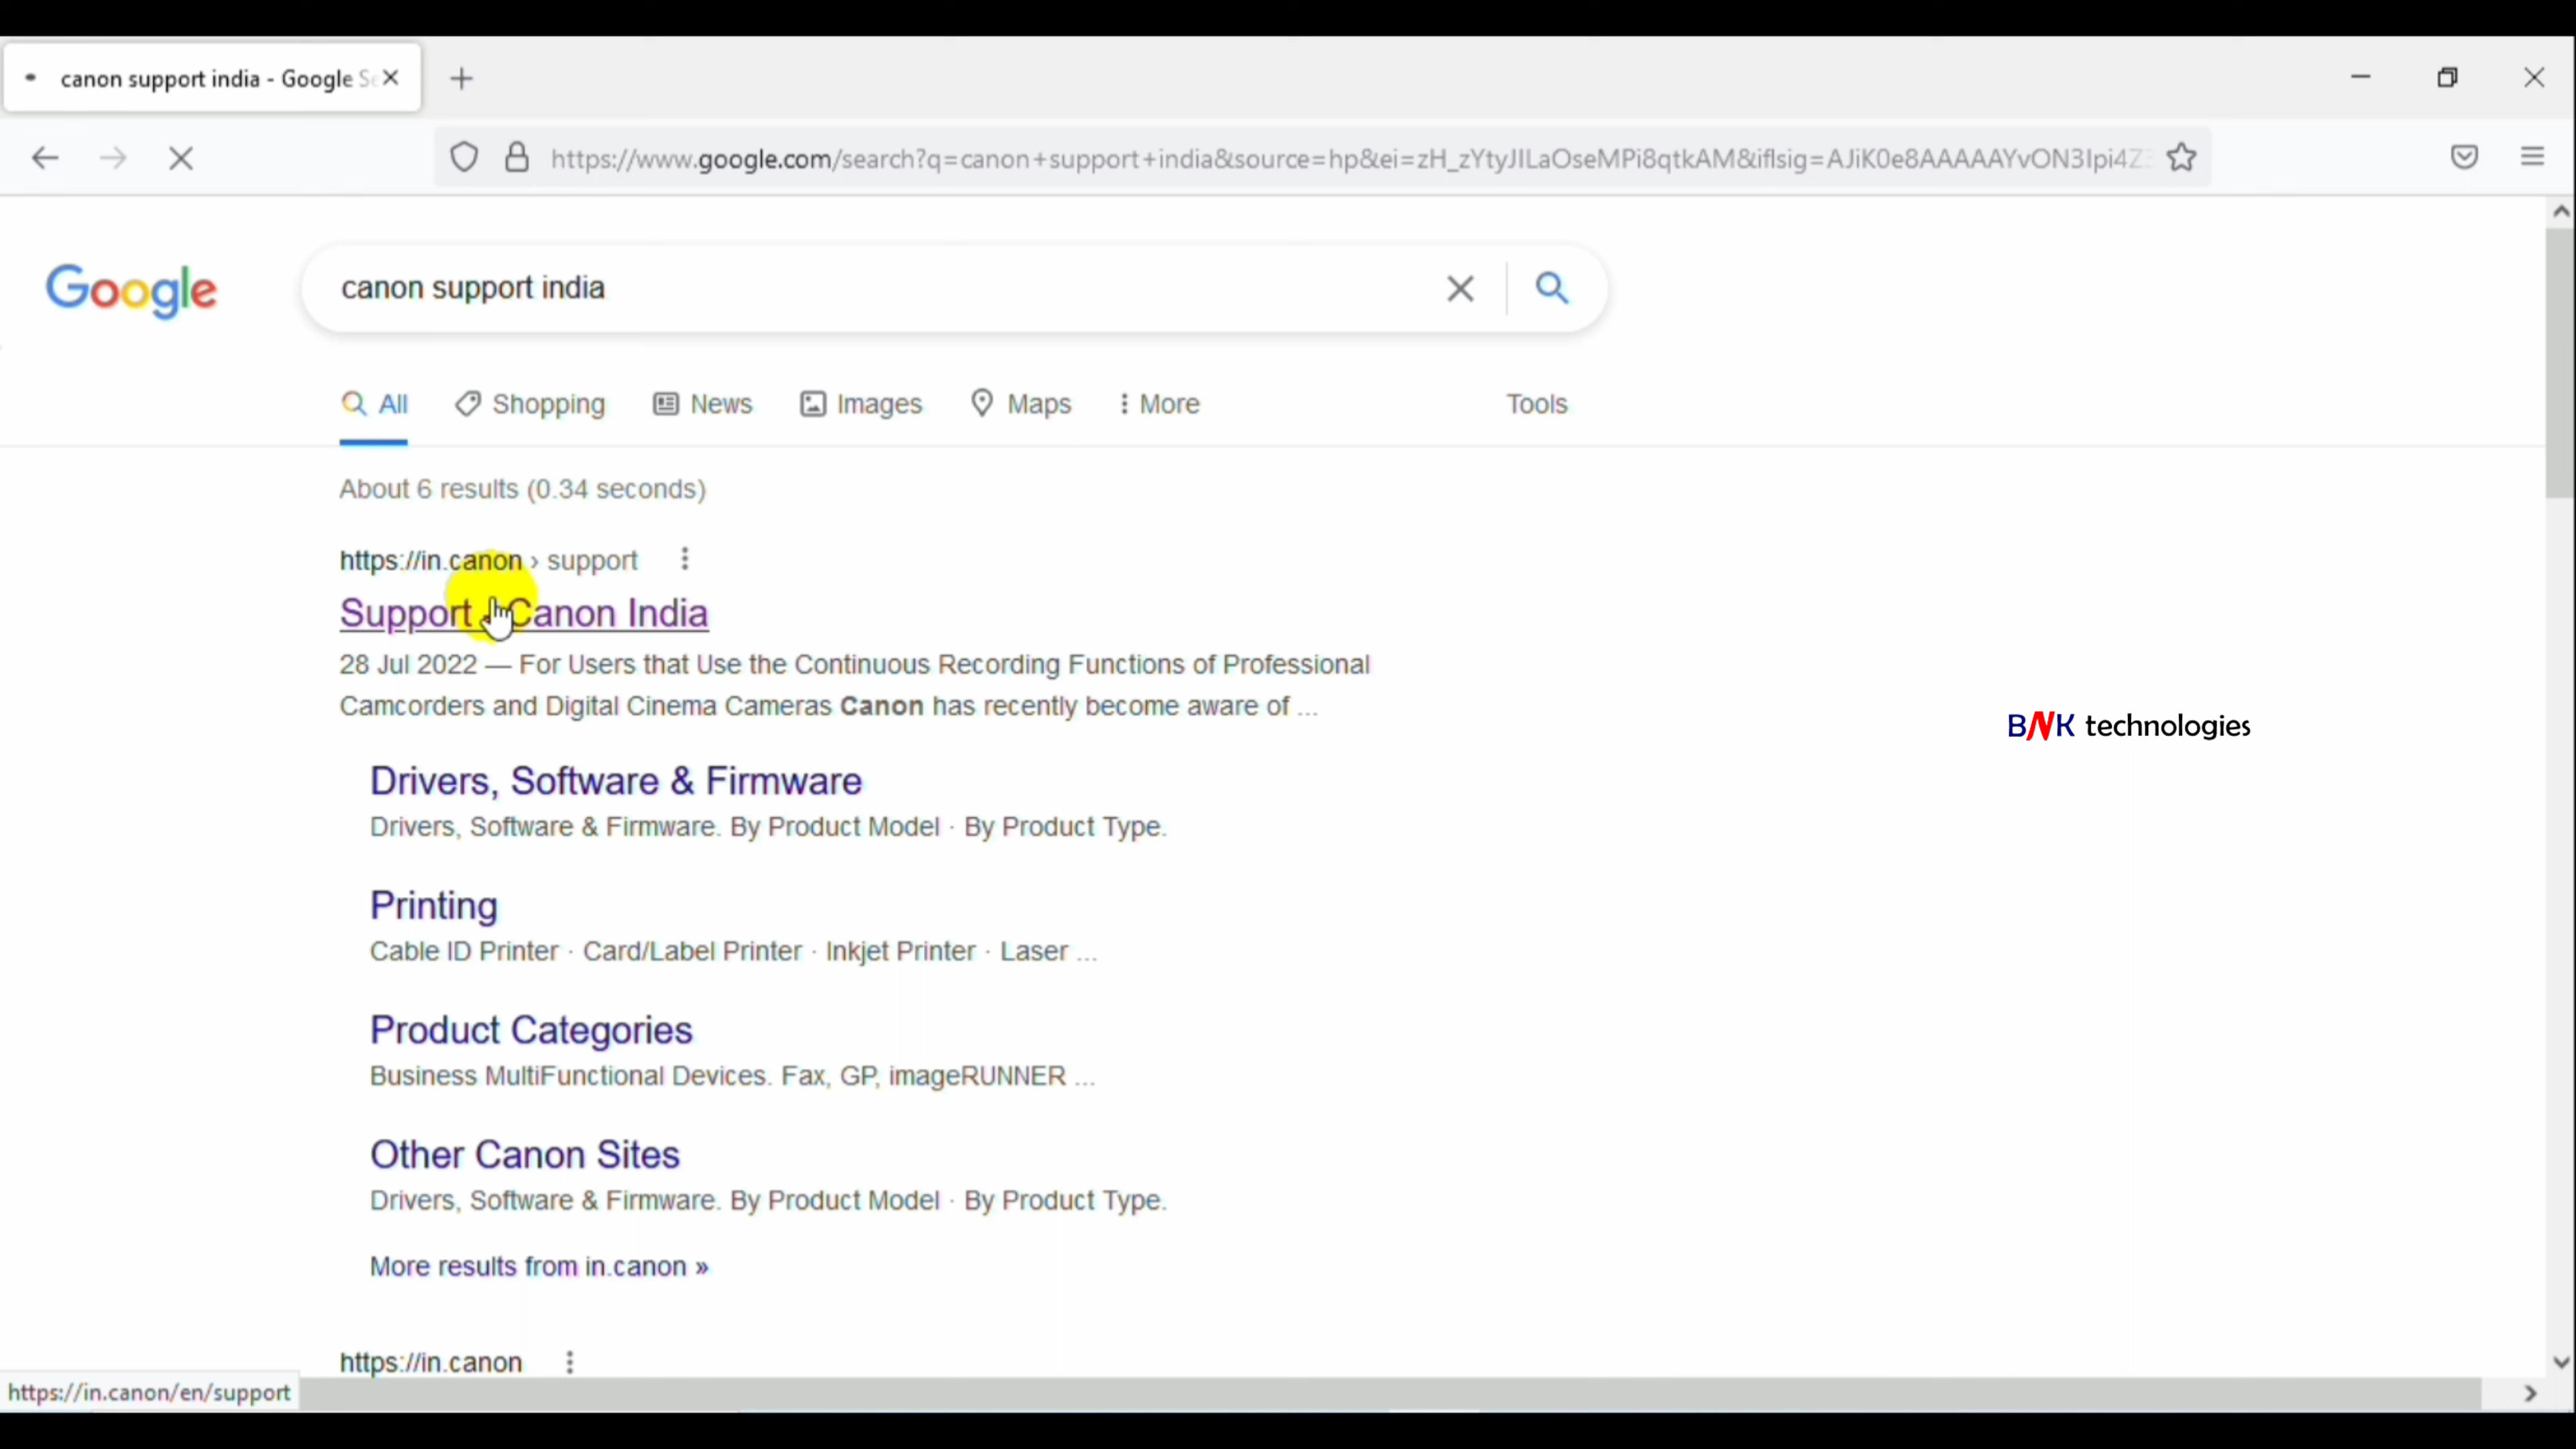 canon support india - Google Se
https://www.google.com/search?q=canon+support+india&source=hp&ei=zH_zYtyJILaOseMPi8qtkAM&iflsig=AJiK0e8AAAAAYvON3Ipi4Z
Google
canon support india
All Shopping News Images Maps More Tools
About 6 results (0.34 seconds)
https://in.canon › support
Support - Canon India
28 Jul 2022 — For Users that Use the Continuous Recording Functions of Professional
Camcorders and Digital Cinema Cameras Canon has recently become aware of ...
BNK technologies
Drivers, Software & Firmware
Drivers, Software & Firmware. By Product Model · By Product Type.
Printing
Cable ID Printer · Card/Label Printer · Inkjet Printer · Laser ...
Product Categories
Business MultiFunctional Devices. Fax, GP, imageRUNNER ...
Other Canon Sites
Drivers, Software & Firmware. By Product Model · By Product Type.
More results from in.canon »
https://in.canon
https://in.canon/en/support